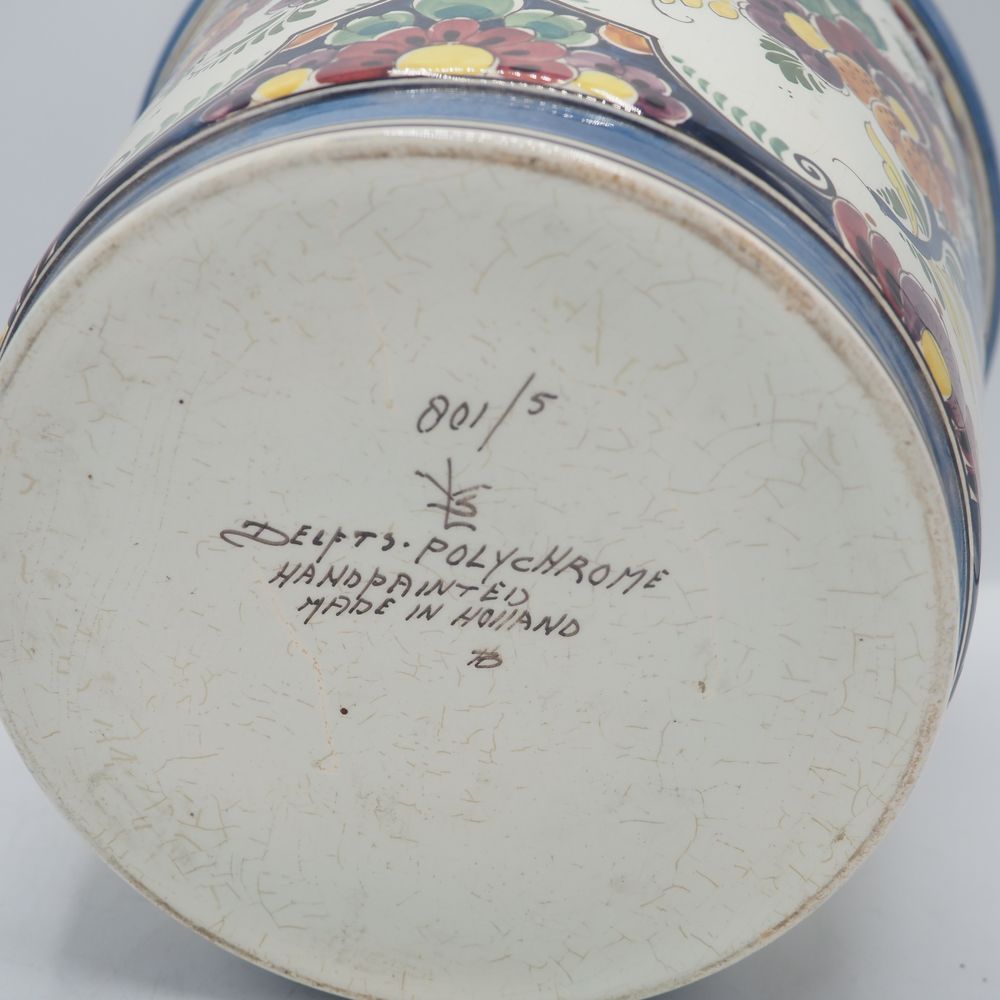 801/5
DELFTS. POLYCHROME
HANDPAINTED
MADE IN HOLLAND